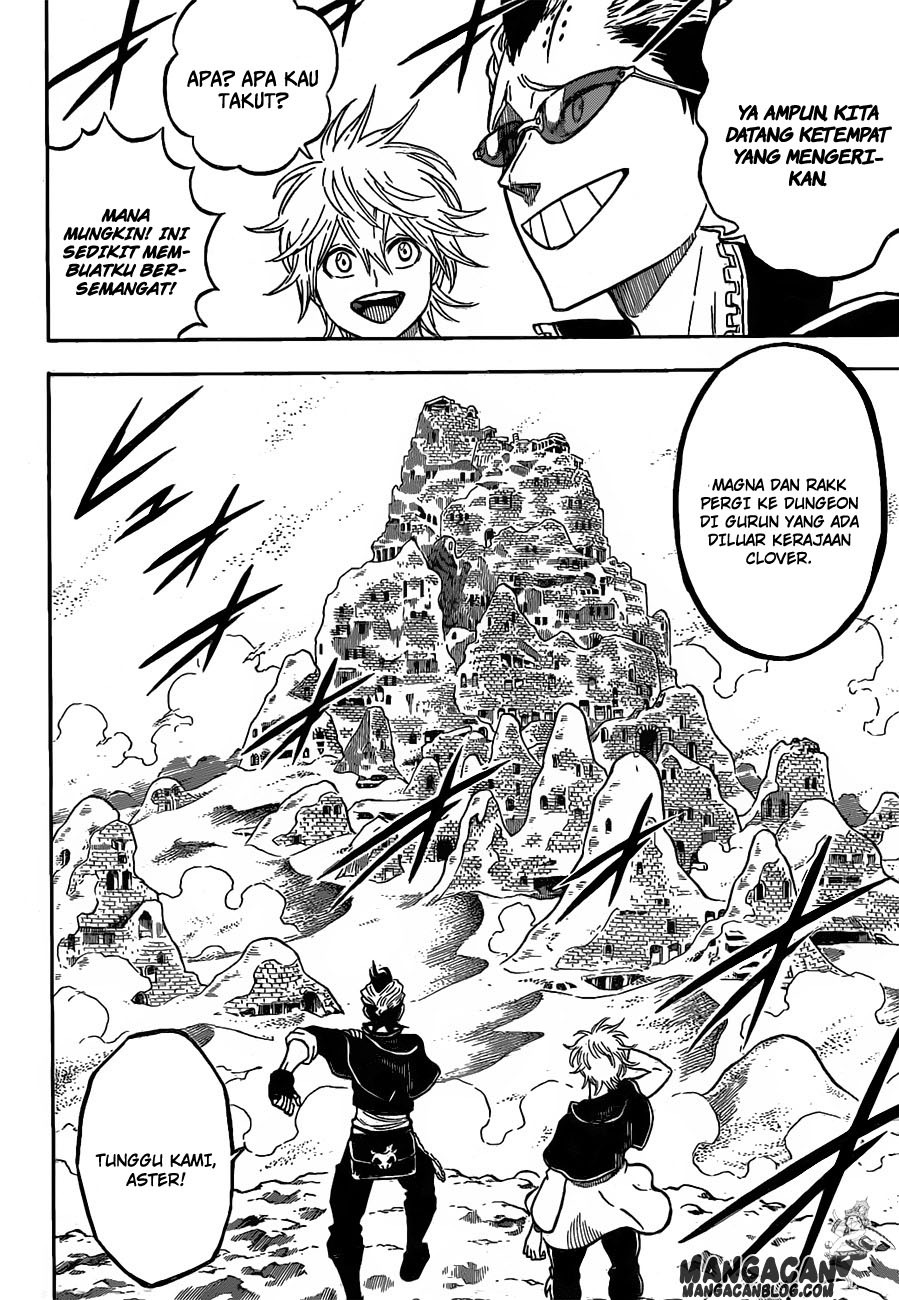 YA AMPUN. KITA
DATANG KETEMPAT
YANG MENGERI-
KAN.
APA? APA KAU
TAKUT?
MANA
MUNGKIN! INI
SEDIKIT MEM-
BUATKU BER-
SEMANGAT!
MAGNA DAN RAKK
PERGI KE DUNGEON
DI GURUN YANG ADA
DILUAR KERAJAAN
CLOVER.
TUNGGU KAMI,
ASTER!
MANGACAN
MANGACANBLOG.COM